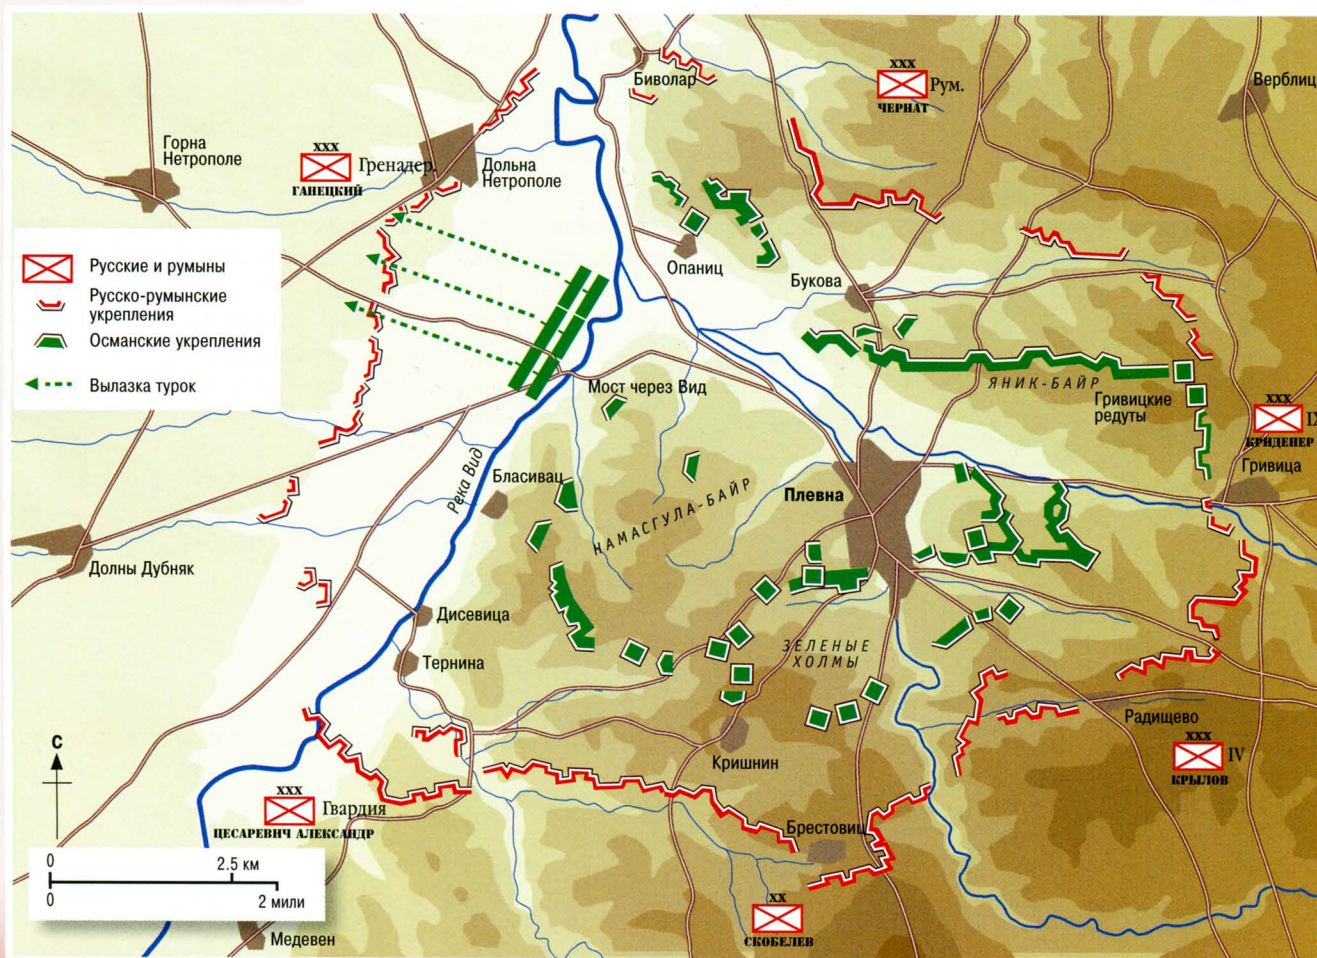 Биволар
XXX
Рум.
ЧЕРНАТ
Горна
Нетрополе
XXX
Гренадер.
ГАНЕЦКИЙ
Дольна
Нетрополе
Опаниц
Букова
Русские и румыны
Русско-румынские
укрепления
Османские укрепления
Вылазка турок
Мост через Вид
ЯНИК-БАЙР
Гривицкие
редуты
XXX
КРИДЕНЕР
Гривица
Река Вид
Бласивац
НАМАСГУЛА-БАЙР
Плевна
Долны Дубняк
Дисевица
Тернина
ЗЕЛЕНЫЕ
ХОЛМЫ
Кришнин
Радищево
XXX
IV
КРЫЛОВ
С
XXX
Гвардия
ЦЕСАРЕВИЧ АЛЕКСАНДР
Брестовиц
0
2.5 км
0
2 мили
XX
СКОБЕЛЕВ
Медевен